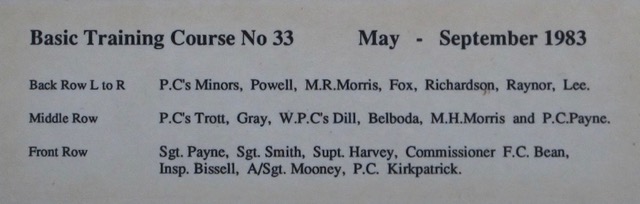 Basic Training Course No 33 May - September 1983
Back Row L to R P.C's Minors, Powell, M.R.Morris, Fox, Richardson, Raynor, Lee.
Middle Row P.C's Trott, Gray, W.P.C's Dill, Belboda, M.H.Morris and P.C.Payne.
Front Row Sgt. Payne, Sgt. Smith, Supt. Harvey, Commissioner F.C. Bean,
Insp. Bissell, A/Sgt. Mooney, P.C. Kirkpatrick.